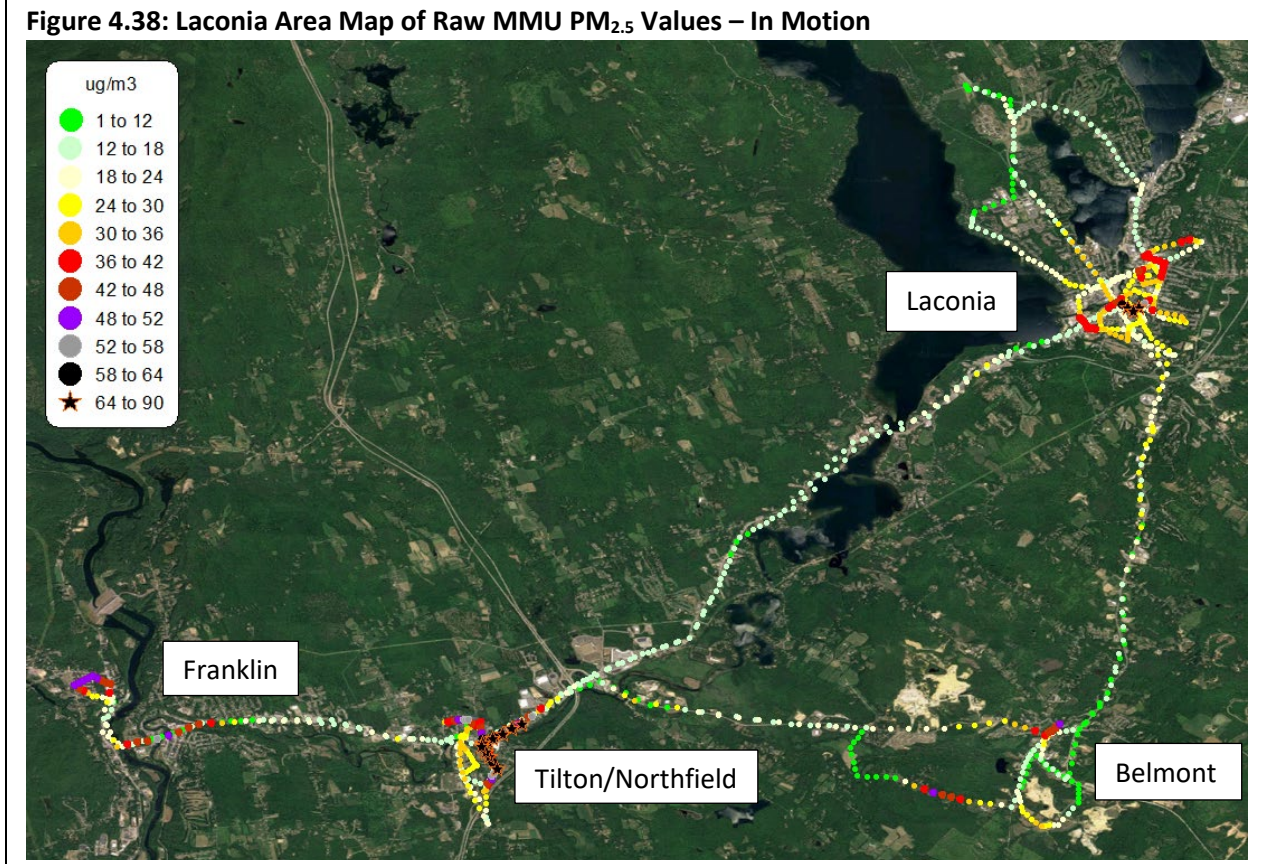 Figure 4.38: Laconia Area Map of Raw MMU PM2.5 Values – In Motion
ug/m3
1 to 12
12 to 18
18 to 24
24 to 30
30 to 36
36 to 42
42 to 48
48 to 52
52 to 58
58 to 64
64 to 90
Laconia
Franklin
Tilton/Northfield
Belmont